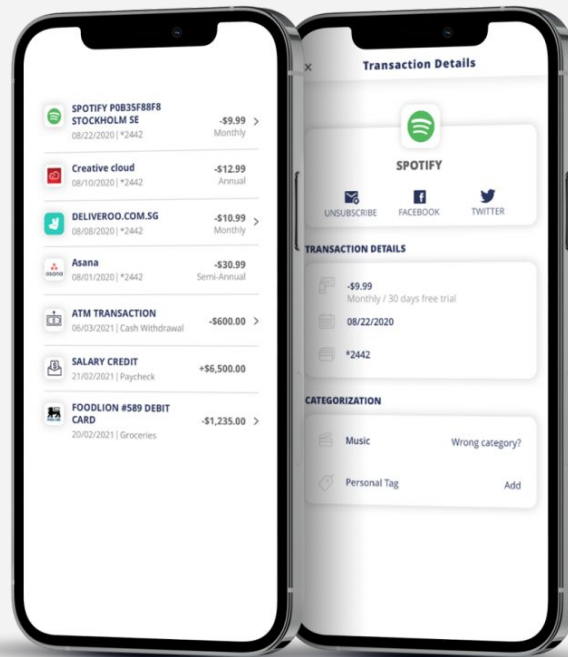 SPOTIFY P0B35F88F8
STOCKHOLM SE
-$9.99
08/22/2020 | *2442
Monthly
Creative cloud
-$12.99
08/10/2020 | *2442
Annual
DELIVEROO.COM.SG
-$10.99
08/08/2020 | *2442
Monthly
asana
Asana
-$30.99
08/01/2020 | *2442
Semi-Annual
ATM TRANSACTION
-$600.00
06/03/2021 | Cash Withdrawal
SALARY CREDIT
+$6,500.00
21/02/2021 | Paycheck
FOODLION #589 DEBIT
CARD
-$1,235.00
20/02/2021 | Groceries
× Transaction Details
SPOTIFY
UNSUBSCRIBE
FACEBOOK
TWITTER
TRANSACTION DETAILS
-$9.99
Monthly / 30 days free trial
08/22/2020
*2442
CATEGORIZATION
Music
Wrong category?
Personal Tag
Add